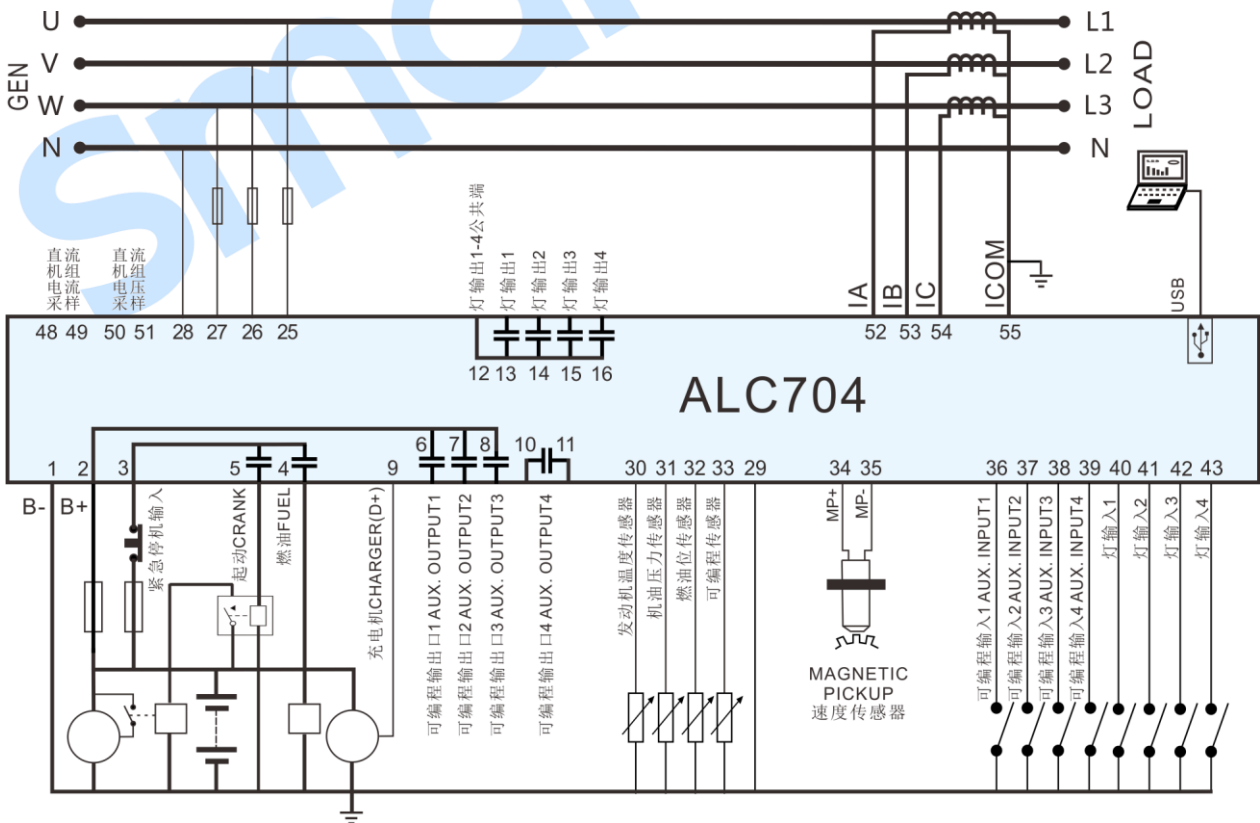 smar
GEN
U
V
W
N
L1
L2
L3
N
LOAD
直流机组电流采样
直流机组电压采样
灯输出1-4公共端
灯输出1
灯输出2
灯输出3
灯输出4
IA
IB
IC
ICOM
USB
48 49 50 51 28 27 26 25
52 53 54 55
12 13 14 15 16
ALC704
1 2 3 5 4 9 6 7 8 10 11 30 31 32 33 29 34 35 36 37 38 39 40 41 42 43
B-
B+
紧急停机输入
起动CRANK
燃油FUEL
充电机CHARGER(D+)
可编程输出口1 AUX. OUTPUT1
可编程输出口2 AUX. OUTPUT2
可编程输出口3 AUX. OUTPUT3
可编程输出口4 AUX. OUTPUT4
发动机温度传感器
机油压力传感器
燃油位传感器
可编程传感器
MP+
MP-
MAGNETIC
PICKUP
速度传感器
可编程输入1 AUX. INPUT1
可编程输入2 AUX. INPUT2
可编程输入3 AUX. INPUT3
可编程输入4 AUX. INPUT4
灯输入1
灯输入2
灯输入3
灯输入4